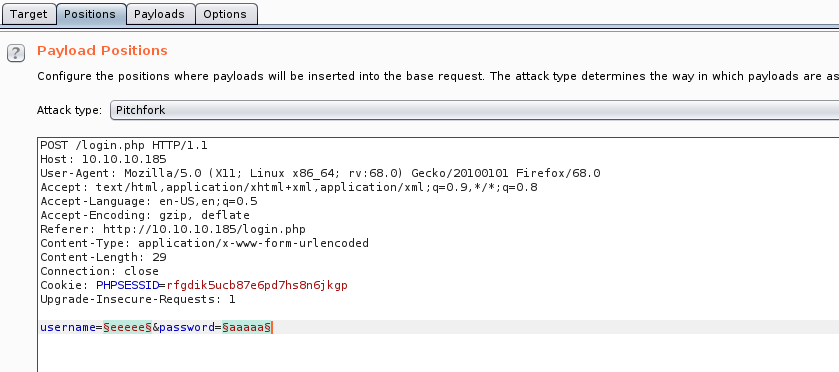 Target Positions Payloads Options
? Payload Positions
Configure the positions where payloads will be inserted into the base request. The attack type determines the way in which payloads are as
Attack type: Pitchfork
POST /login.php HTTP/1.1
Host: 10.10.10.185
User-Agent: Mozilla/5.0 (X11; Linux x86_64; rv:68.0) Gecko/20100101 Firefox/68.0
Accept: text/html,application/xhtml+xml,application/xml;q=0.9,*/*;q=0.8
Accept-Language: en-US,en;q=0.5
Accept-Encoding: gzip, deflate
Referer: http://10.10.10.185/login.php
Content-Type: application/x-www-form-urlencoded
Content-Length: 29
Connection: close
Cookie: PHPSESSID=rfgdik5ucb87e6pd7hs8n6jkgp
Upgrade-Insecure-Requests: 1
username=§eeeee§&password=§aaaaa§